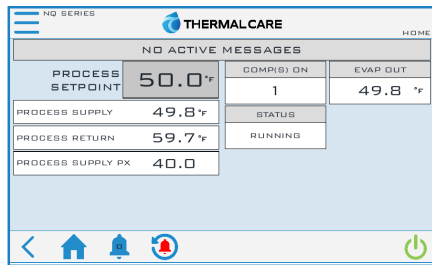 NQ SERIES
THERMALCARE
HOME
NO ACTIVE MESSAGES
PROCESS SETPOINT 50.0°F
COMP(S) ON
1
EVAP OUT
49.8 °F
PROCESS SUPPLY 49.8°F
STATUS
RUNNING
PROCESS RETURN 59.7°F
PROCESS SUPPLY PX 40.0
0